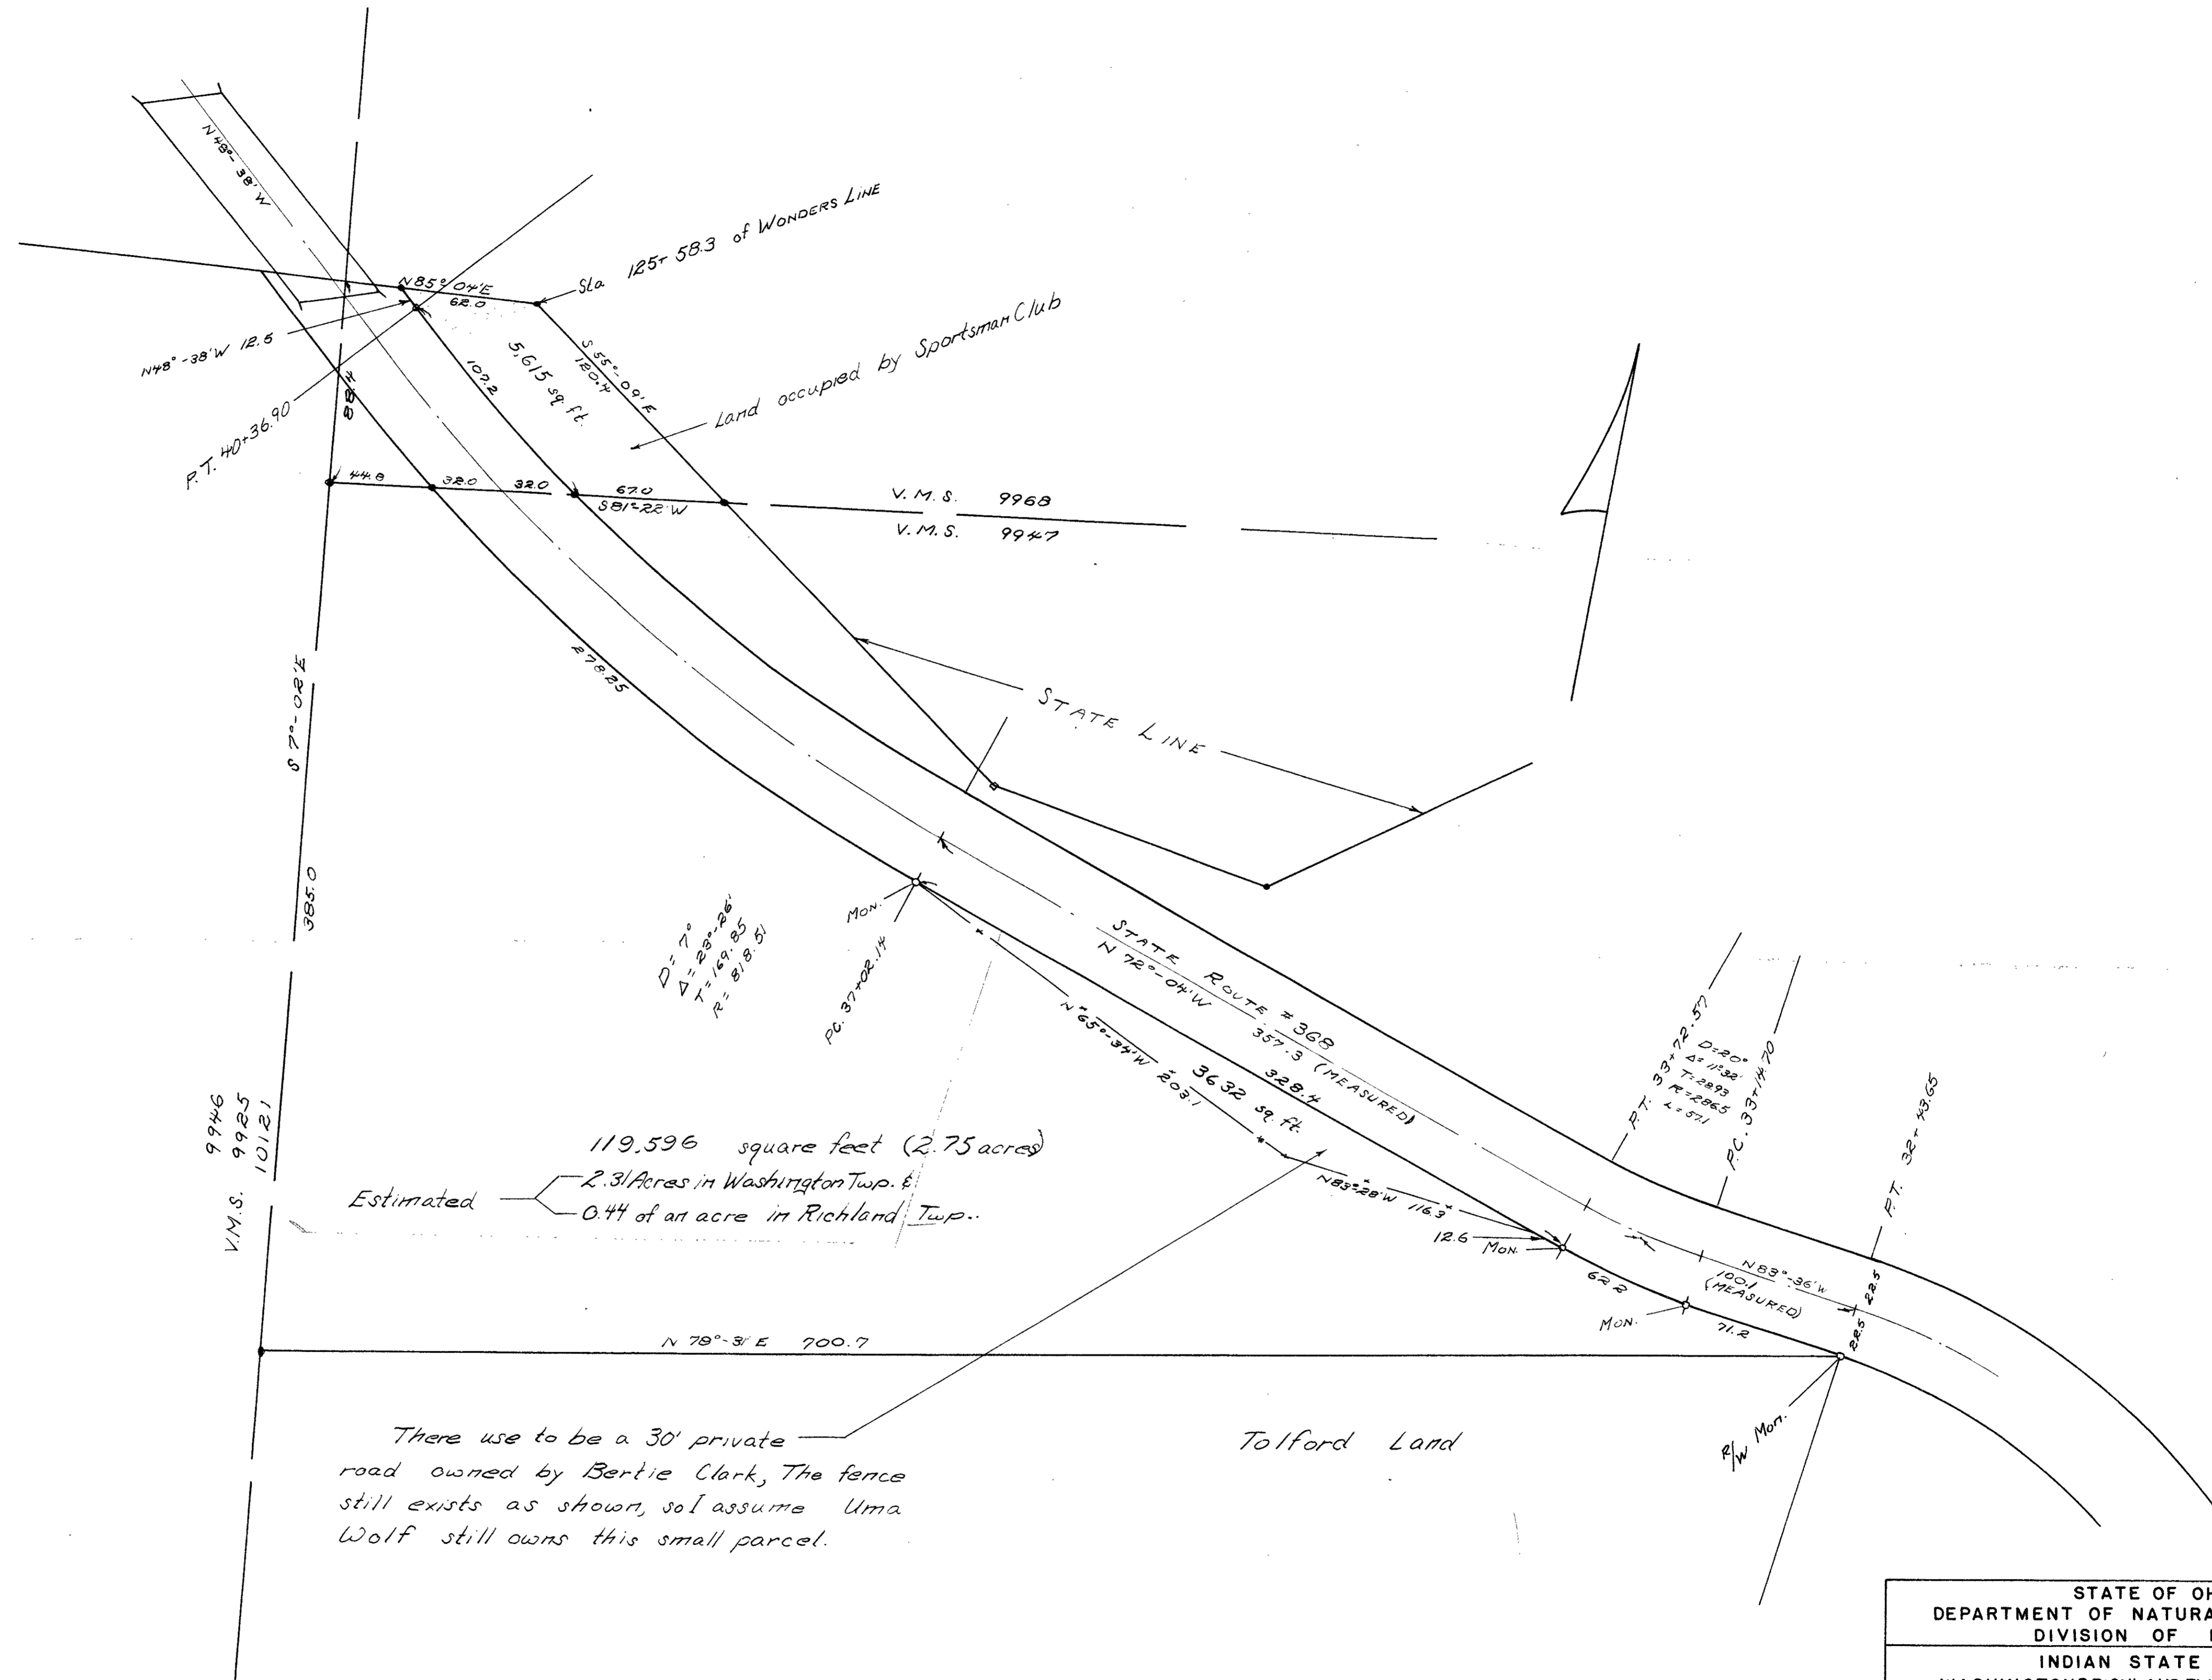 N48°-38'W
N85°04'E
62.0
Sta 125+58.3 of WONDERS LINE
N48°-38'W 12.5
P.T. 40+36.90
88.4
107.2
5,615 sq. ft.
S 55°-09'E
120.4
Land occupied by Sportsman Club
44.8
32.0
32.0
67.0
S81°-22'W
V.M.S. 9968
V.M.S. 9947
278.25
S 7°-02'E
385.0
STATE LINE
MON.
PC. 37+02.14
D= 7°
Δ= 23°-26'
T= 169.85
R= 818.51
STATE ROUTE #368
N 72°-04'W 357.3 (MEASURED)
328.4
3632 sq. ft.
N 65°-34'W 203.1
N83°-28'W 116.3
12.6
MON.
62.2
MON.
71.2
P.T. 33+72.57
D=20°
Δ=11°32'
T=28.93
R=286.5
L=57.1
P.C. 33+14.70
P.T. 32+43.65
N83°-36'W
100.1
(MEASURED)
22.5
22.5
9946
V.M.S. 9925
10121
119,596 square feet (2.75 acres)
Estimated
2.31 Acres in Washington Twp. &
0.44 of an acre in Richland Twp..
N 78°-31'E 700.7
There use to be a 30' private
road owned by Bertie Clark, The fence
still exists as shown, so I assume Uma
Wolf still owns this small parcel.
Tolford Land
R/W Mon.
STATE OF OH
DEPARTMENT OF NATURA
DIVISION OF
INDIAN STATE